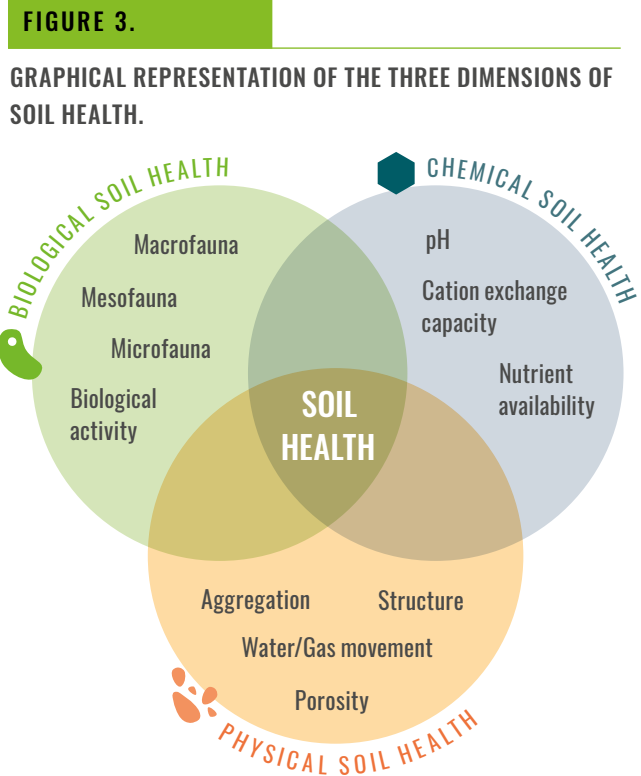 FIGURE 3.
GRAPHICAL REPRESENTATION OF THE THREE DIMENSIONS OF
SOIL HEALTH.
BIOLOGICAL SOIL HEALTH
Macrofauna
Mesofauna
Microfauna
Biological
activity
CHEMICAL SOIL HEALTH
pH
Cation exchange
capacity
Nutrient
availability
SOIL
HEALTH
Aggregation
Structure
Water/Gas movement
Porosity
PHYSICAL SOIL HEALTH